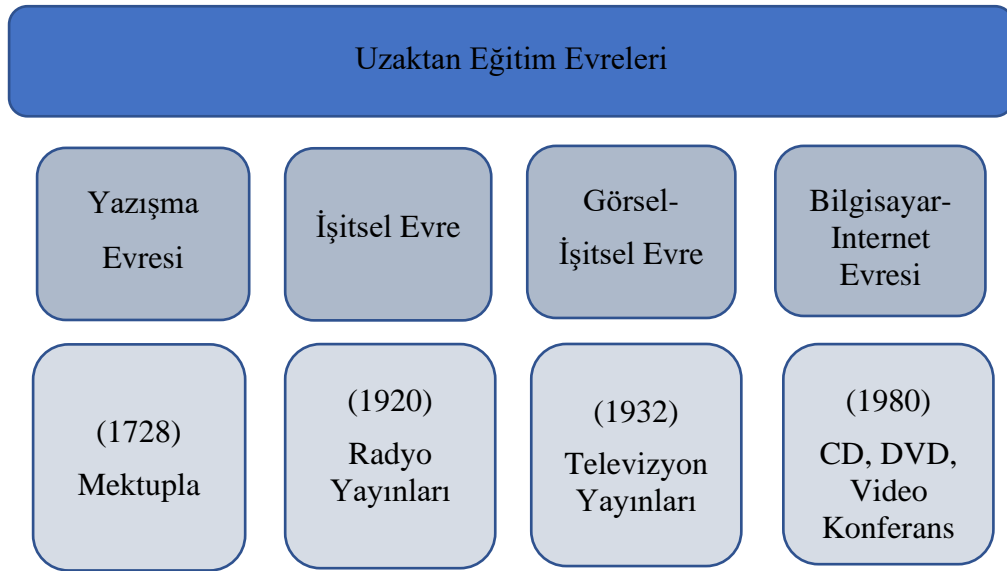 Uzaktan Eğitim Evreleri
Yazışma
Evresi
İşitsel Evre
Görsel-
İşitsel Evre
Bilgisayar-
Internet
Evresi
(1728)
Mektupla
(1920)
Radyo
Yayınları
(1932)
Televizyon
Yayınları
(1980)
CD, DVD,
Video
Konferans